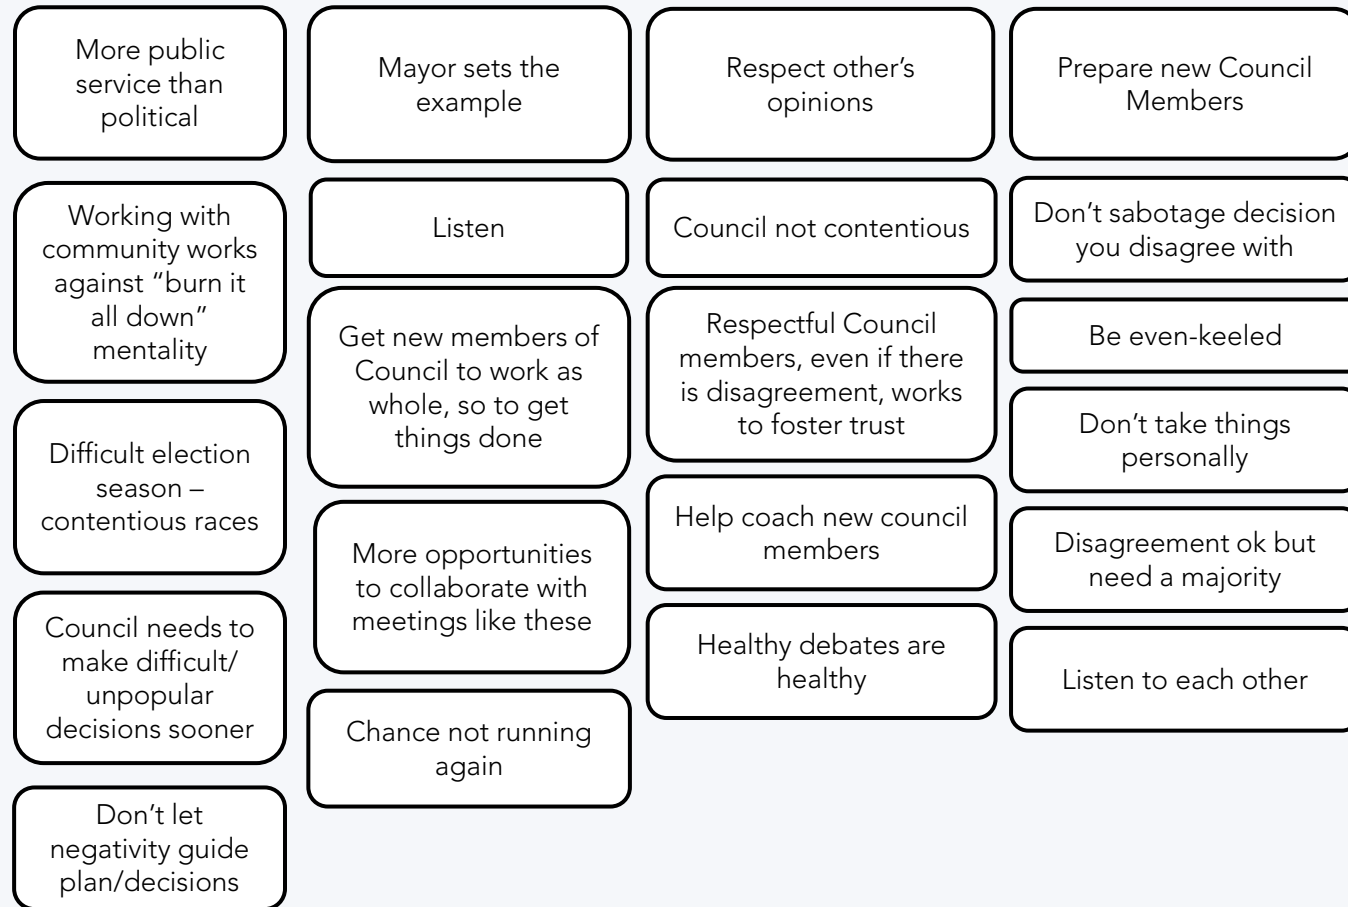 More public
service than
political
Working with
community works
against “burn it
all down”
mentality
Difficult election
season –
contentious races
Council needs to
make difficult/
unpopular
decisions sooner
Don’t let
negativity guide
plan/decisions
Mayor sets the
example
Listen
Get new members of
Council to work as
whole, so to get
things done
More opportunities
to collaborate with
meetings like these
Chance not running
again
Respect other’s
opinions
Council not contentious
Respectful Council
members, even if there
is disagreement, works
to foster trust
Help coach new council
members
Healthy debates are
healthy
Prepare new Council
Members
Don’t sabotage decision
you disagree with
Be even-keeled
Don’t take things
personally
Disagreement ok but
need a majority
Listen to each other